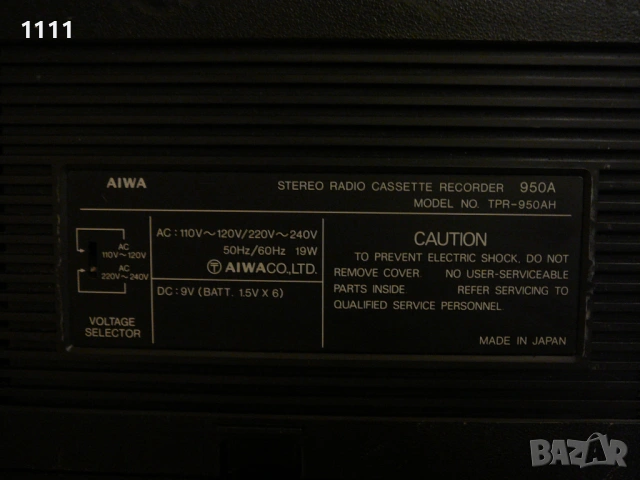 1111
AIWA
STEREO RADIO CASSETTE RECORDER 950A
MODEL NO. TPR-950AH
AC
110V～120V
AC
220V～240V
VOLTAGE
SELECTOR
AC : 110V～120V/220V～240V
50Hz/60Hz 19W
Ⓣ AIWA CO., LTD.
DC : 9V (BATT. 1.5V X 6)
CAUTION
TO PREVENT ELECTRIC SHOCK, DO NOT
REMOVE COVER. NO USER-SERVICEABLE
PARTS INSIDE. REFER SERVICING TO
QUALIFIED SERVICE PERSONNEL.
MADE IN JAPAN
BAZAR
bg